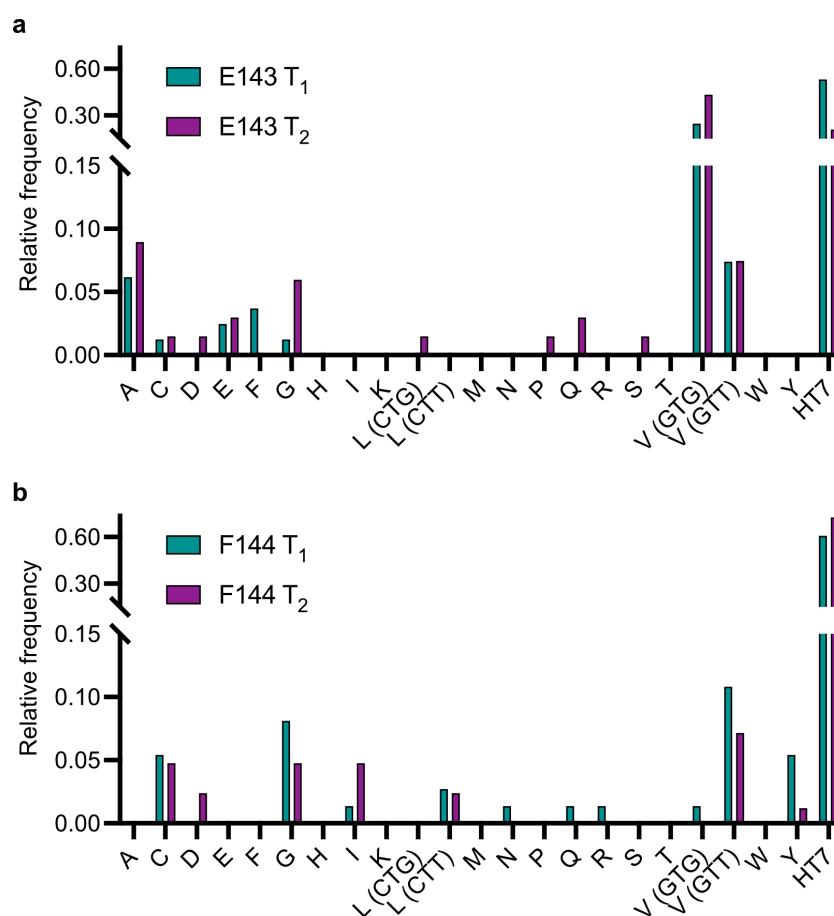 a
Relative frequency
0.60
0.30
0.15
0.10
0.05
0.00
E143 T1
E143 T2
A C D E F G H I K L (CTG) L (CTT) M N P Q R S T V (GTG) V (GTT) W Y HT7
b
Relative frequency
0.60
0.30
0.15
0.10
0.05
0.00
F144 T1
F144 T2
A C D E F G H I K L (CTG) L (CTT) M N P Q R S T V (GTG) V (GTT) W Y HT7